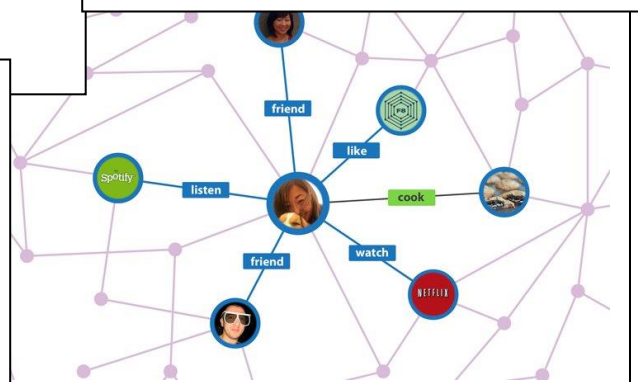 friend
like
Spotify
listen
cook
friend
watch
NETFLIX